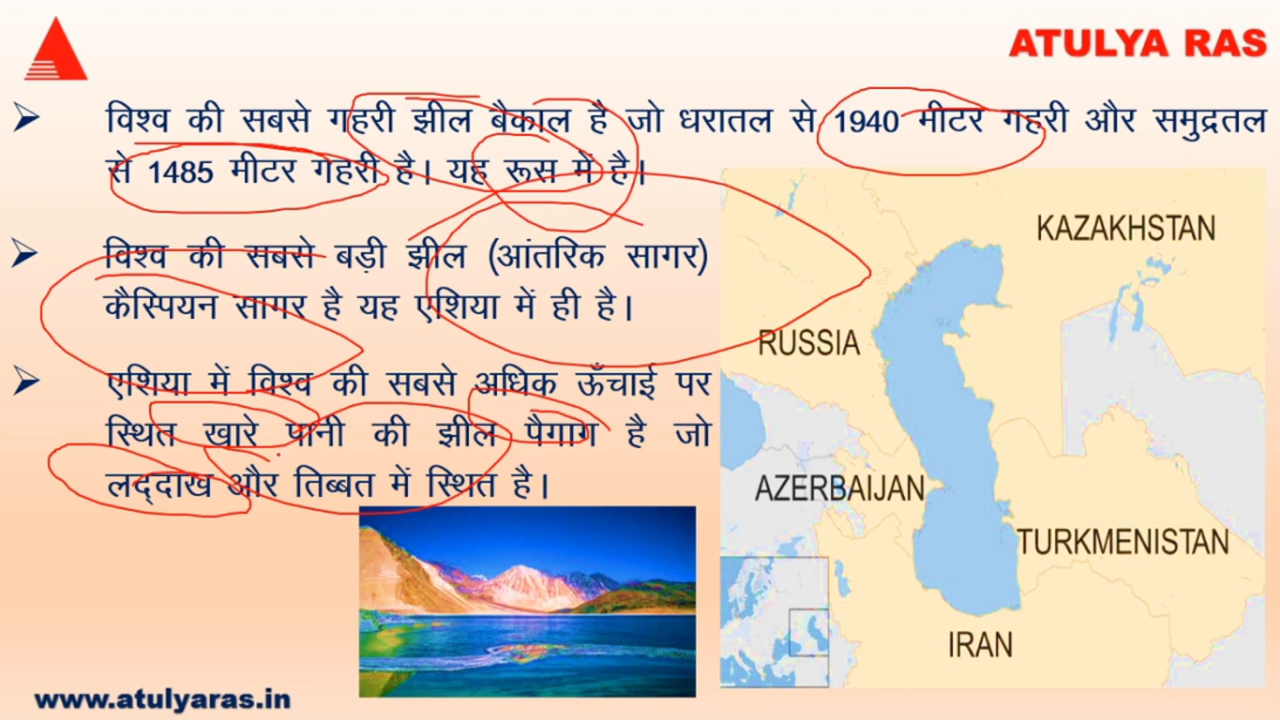 ATULYA RAS
विश्व की सबसे गहरी झील बैकाल है जो धरातल से 1940 मीटर गहरी और समुद्रतल
से 1485 मीटर गहरी है। यह रूस में है।
विश्व की सबसे बड़ी झील (आंतरिक सागर)
कैस्पियन सागर है यह एशिया में ही है।
एशिया में विश्व की सबसे अधिक ऊँचाई पर
स्थित खारे पानी की झील पैगाग है जो
लद्दाख और तिब्बत में स्थित है।
KAZAKHSTAN
RUSSIA
AZERBAIJAN
TURKMENISTAN
IRAN
www.atulyaras.in